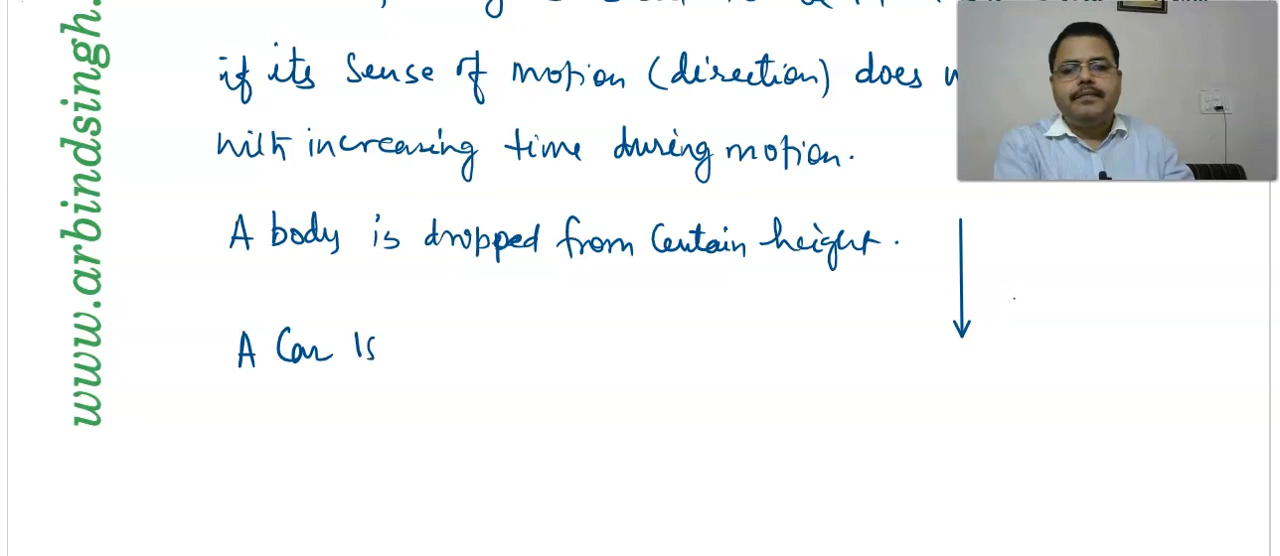 if its sense of motion (direction) does
with increasing time during motion.
A body is dropped from Certain height.
A Car Is
www.arbindsingh.